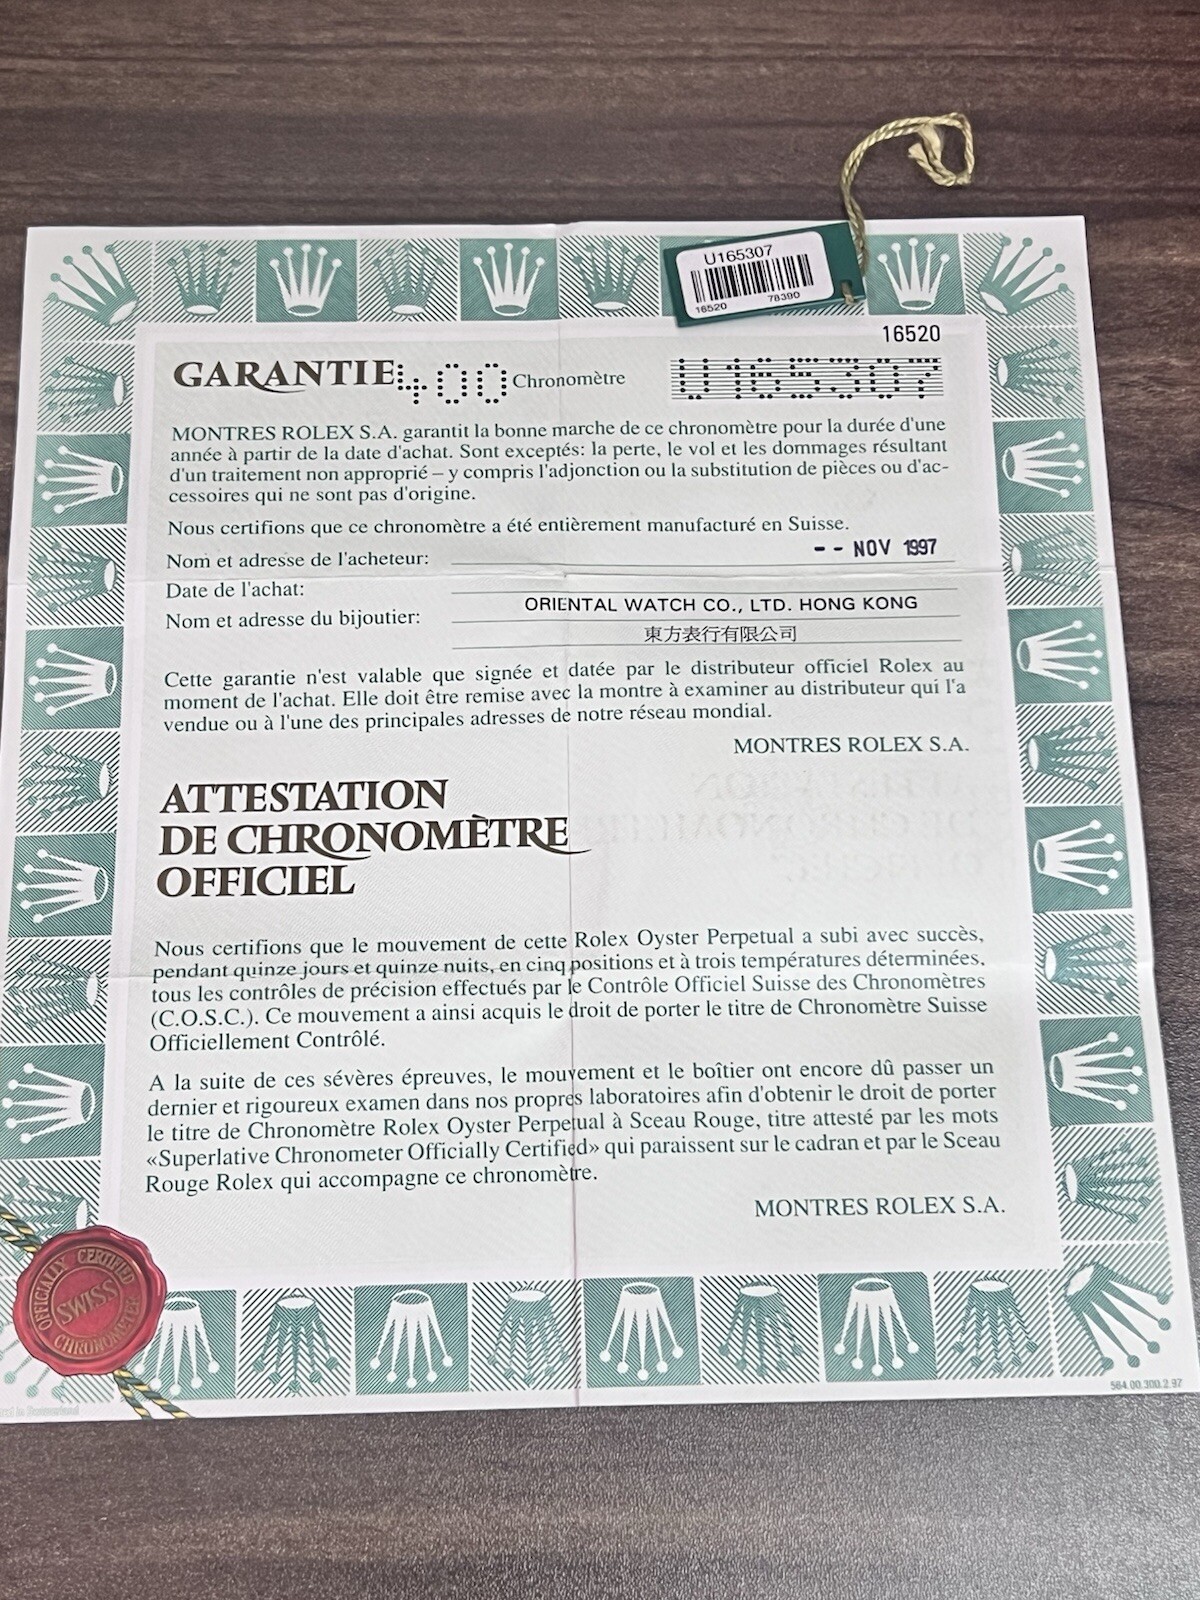 U165307
16520 78390
16520
GARANTIE 400 Chronomètre U165307
MONTRES ROLEX S.A. garantit la bonne marche de ce chronomètre pour la durée d'une
année à partir de la date d'achat. Sont exceptés: la perte, le vol et les dommages résultant
d'un traitement non approprié – y compris l'adjonction ou la substitution de pièces ou d'ac-
cessoires qui ne sont pas d'origine.
Nous certifions que ce chronomètre a été entièrement manufacturé en Suisse.
-- NOV 1997
Nom et adresse de l'acheteur:
Date de l'achat:
ORIENTAL WATCH CO., LTD. HONG KONG
Nom et adresse du bijoutier:
東方表行有限公司
Cette garantie n'est valable que signée et datée par le distributeur officiel Rolex au
moment de l'achat. Elle doit être remise avec la montre à examiner au distributeur qui l'a
vendue ou à l'une des principales adresses de notre réseau mondial.
MONTRES ROLEX S.A.
ATTESTATION
DE CHRONOMÈTRE
OFFICIEL
Nous certifions que le mouvement de cette Rolex Oyster Perpetual a subi avec succès,
pendant quinze jours et quinze nuits, en cinq positions et à trois températures déterminées,
tous les contrôles de précision effectués par le Contrôle Officiel Suisse des Chronomètres
(C.O.S.C.). Ce mouvement a ainsi acquis le droit de porter le titre de Chronomètre Suisse
Officiellement Contrôlé.
A la suite de ces sévères épreuves, le mouvement et le boîtier ont encore dû passer un
dernier et rigoureux examen dans nos propres laboratoires afin d'obtenir le droit de porter
le titre de Chronomètre Rolex Oyster Perpetual à Sceau Rouge, titre attesté par les mots
«Superlative Chronometer Officially Certified» qui paraissent sur le cadran et par le Sceau
Rouge Rolex qui accompagne ce chronomètre.
MONTRES ROLEX S.A.
OFFICIALLY CERTIFIED
SWISS
CHRONOMETER
564.00.300.2.97